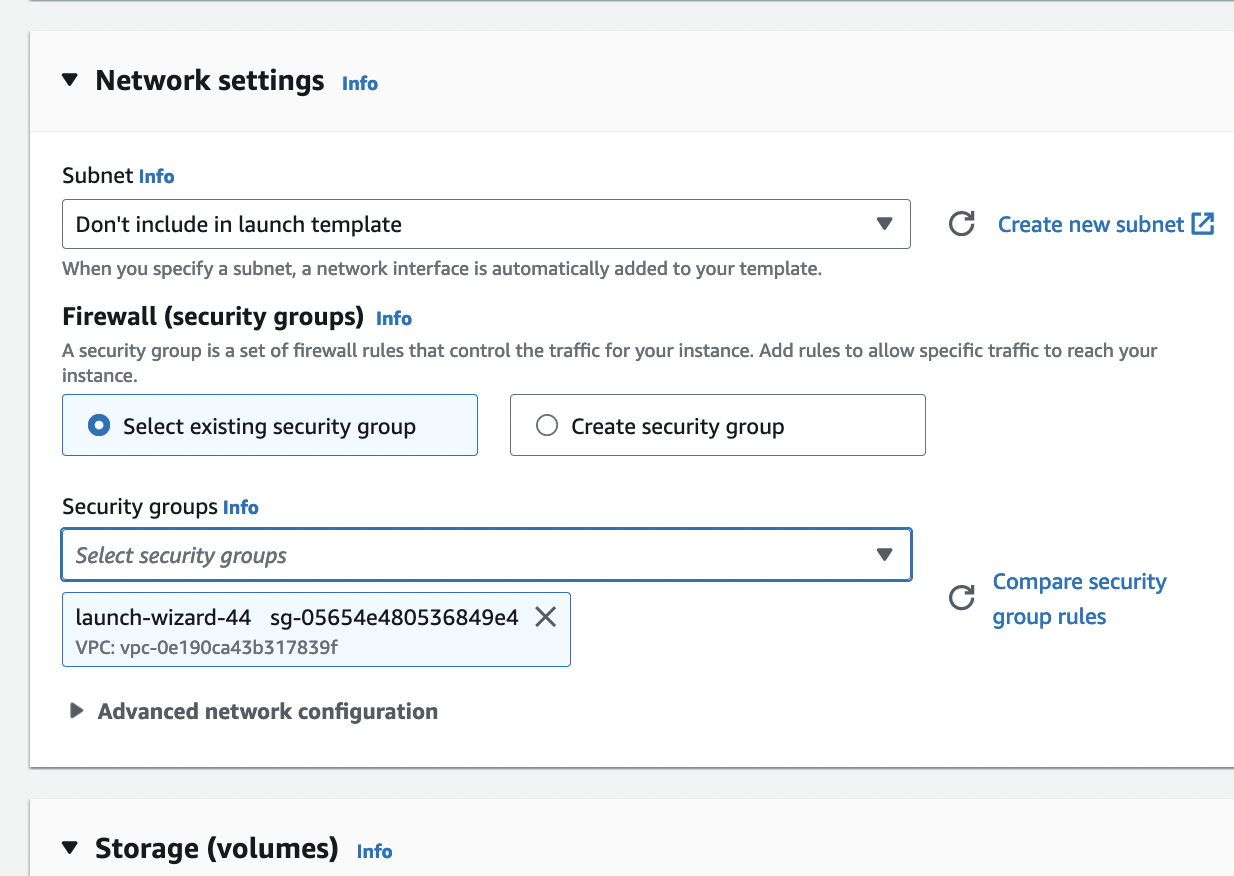 Network settings Info
Subnet Info
Don't include in launch template
Create new subnet
When you specify a subnet, a network interface is automatically added to your template.
Firewall (security groups) Info
A security group is a set of firewall rules that control the traffic for your instance. Add rules to allow specific traffic to reach your
instance.
Select existing security group
Create security group
Security groups Info
Select security groups
Compare security
group rules
launch-wizard-44 sg-05654e480536849e4
VPC: vpc-0e190ca43b317839f
Advanced network configuration
Storage (volumes) Info